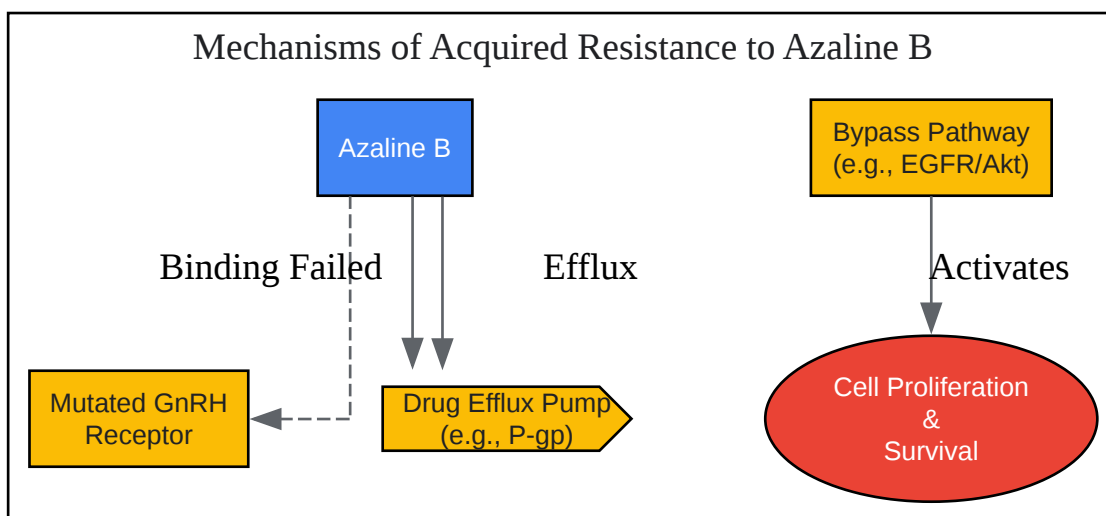 Mechanisms of Acquired Resistance to Azaline B
Azaline B
Bypass Pathway
(e.g., EGFR/Akt)
Binding Failed
Efflux
Activates
Mutated GnRH
Receptor
Drug Efflux Pump
(e.g., P-gp)
Cell Proliferation
&
Survival